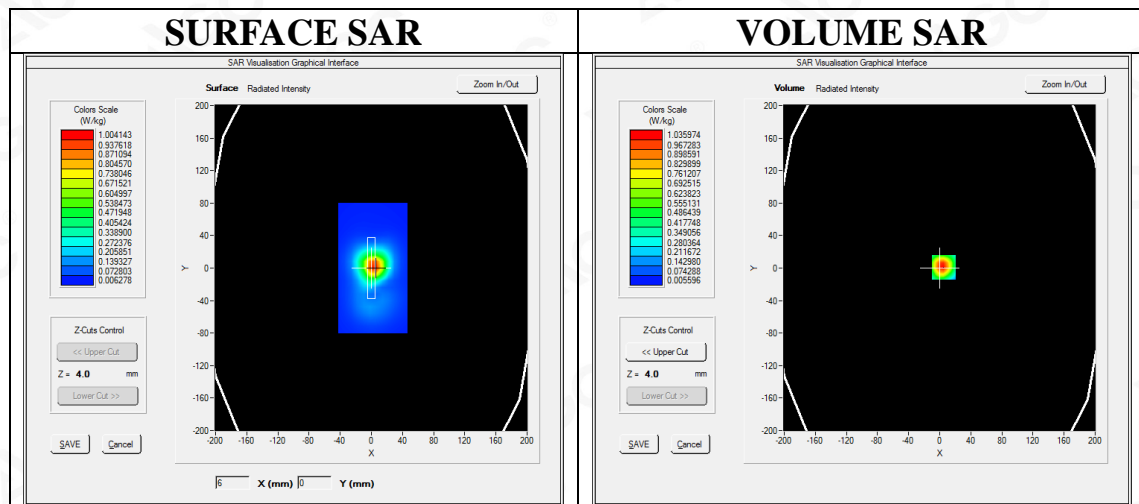 SURFACE SAR
SAR Visualisation Graphical Interface
Surface Radiated Intensity
Zoom In/Out
Colors Scale
(W/kg)
1.004143
0.937618
0.871094
0.804570
0.738046
0.671521
0.604997
0.538473
0.471948
0.405424
0.338900
0.272376
0.205851
0.139327
0.072803
0.006278
Z-Cuts Control
<< Upper Cut
Z = 4.0 mm
Lower Cut >>
SAVE Cancel
200
160
120
80
40
Y 0
-40
-80
-120
-160
-200
-200 -160 -120 -80 -40 0 40 80 120 160 200
X
6 X (mm) 0 Y (mm)
VOLUME SAR
SAR Visualisation Graphical Interface
Volume Radiated Intensity
Zoom In/Out
Colors Scale
(W/kg)
1.035974
0.967283
0.898591
0.829899
0.761207
0.692515
0.623823
0.555131
0.486439
0.417748
0.349056
0.280364
0.211672
0.142980
0.074288
0.005596
Z-Cuts Control
<< Upper Cut
Z = 4.0 mm
Lower Cut >>
SAVE Cancel
200
160
120
80
40
Y 0
-40
-80
-120
-160
-200
-200 -160 -120 -80 -40 0 40 80 120 160 200
X